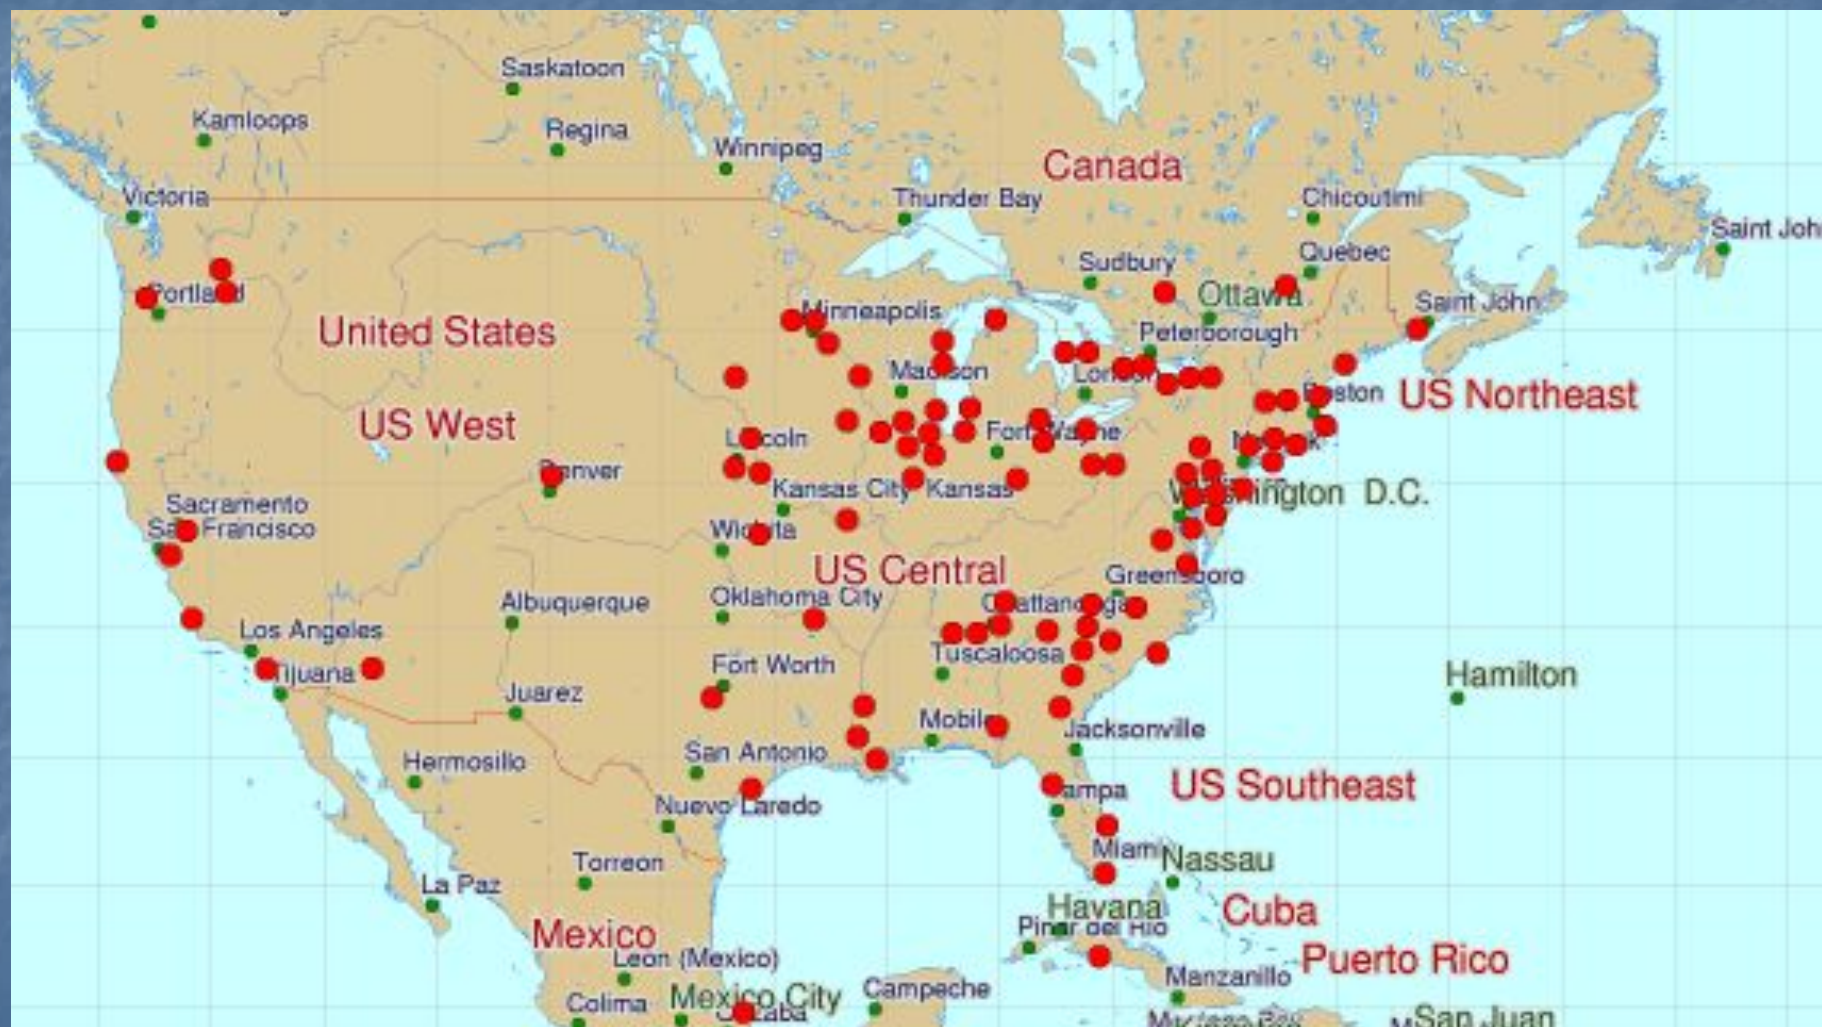 Saskatoon
Kamloops
Regina
Winnipeg
Canada
Victoria
Thunder Bay
Chicoutimi
Saint Joh
Quebec
Sudbury
Portland
Ottawa
Saint John
Minneapolis
United States
Peterborough
Madison
London
Boston
US Northeast
US West
Lincoln
Fort Wayne
Denver
Kansas City
Kansas
Washington D.C.
Sacramento
San Francisco
Wichita
US Central
Greensboro
Albuquerque
Oklahoma City
Chattanooga
Los Angeles
Tuscaloosa
Fort Worth
Tijuana
Hamilton
Juarez
Mobile
Jacksonville
San Antonio
Hermosillo
US Southeast
Tampa
Nuevo Laredo
Miami
Nassau
Torreon
La Paz
Havana
Cuba
Pinar del Rio
Mexico
Puerto Rico
Leon (Mexico)
Manzanillo
Mexico City
Campeche
Colima
San Juan